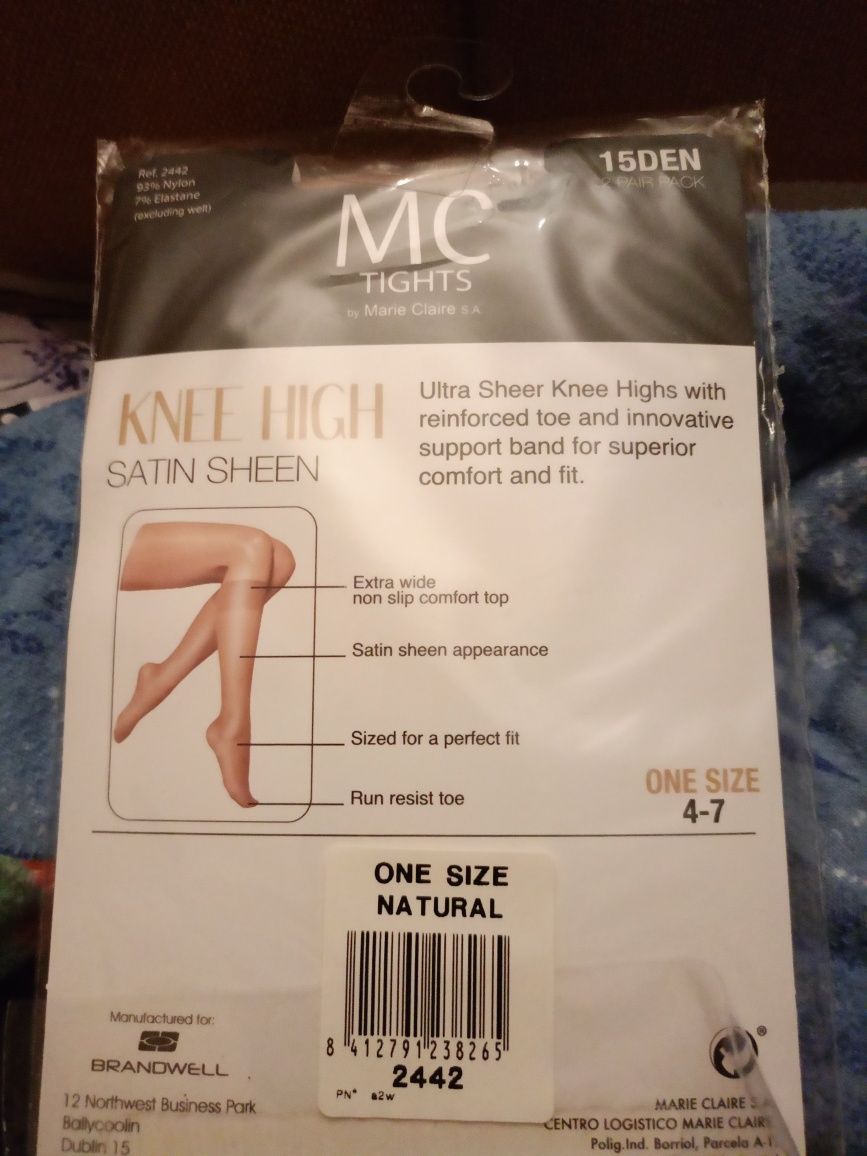 Ref. 2442
93% Nylon
7% Elastane
(excluding welt)
15DEN
2 PAIR PACK
MC
TIGHTS
by Marie Claire S.A.
KNEE HIGH
SATIN SHEEN
Ultra Sheer Knee Highs with
reinforced toe and innovative
support band for superior
comfort and fit.
Extra wide
non slip comfort top
Satin sheen appearance
Sized for a perfect fit
Run resist toe
ONE SIZE
4-7
ONE SIZE
NATURAL
8 412791 238265
2442
PN* a2w
Manufactured for:
BRANDWELL
12 Northwest Business Park
Ballycoolin
Dublin 15
®
MARIE CLAIRE S.A.
CENTRO LOGISTICO MARIE CLAIR
Polig.Ind. Borriol, Parcela A-1